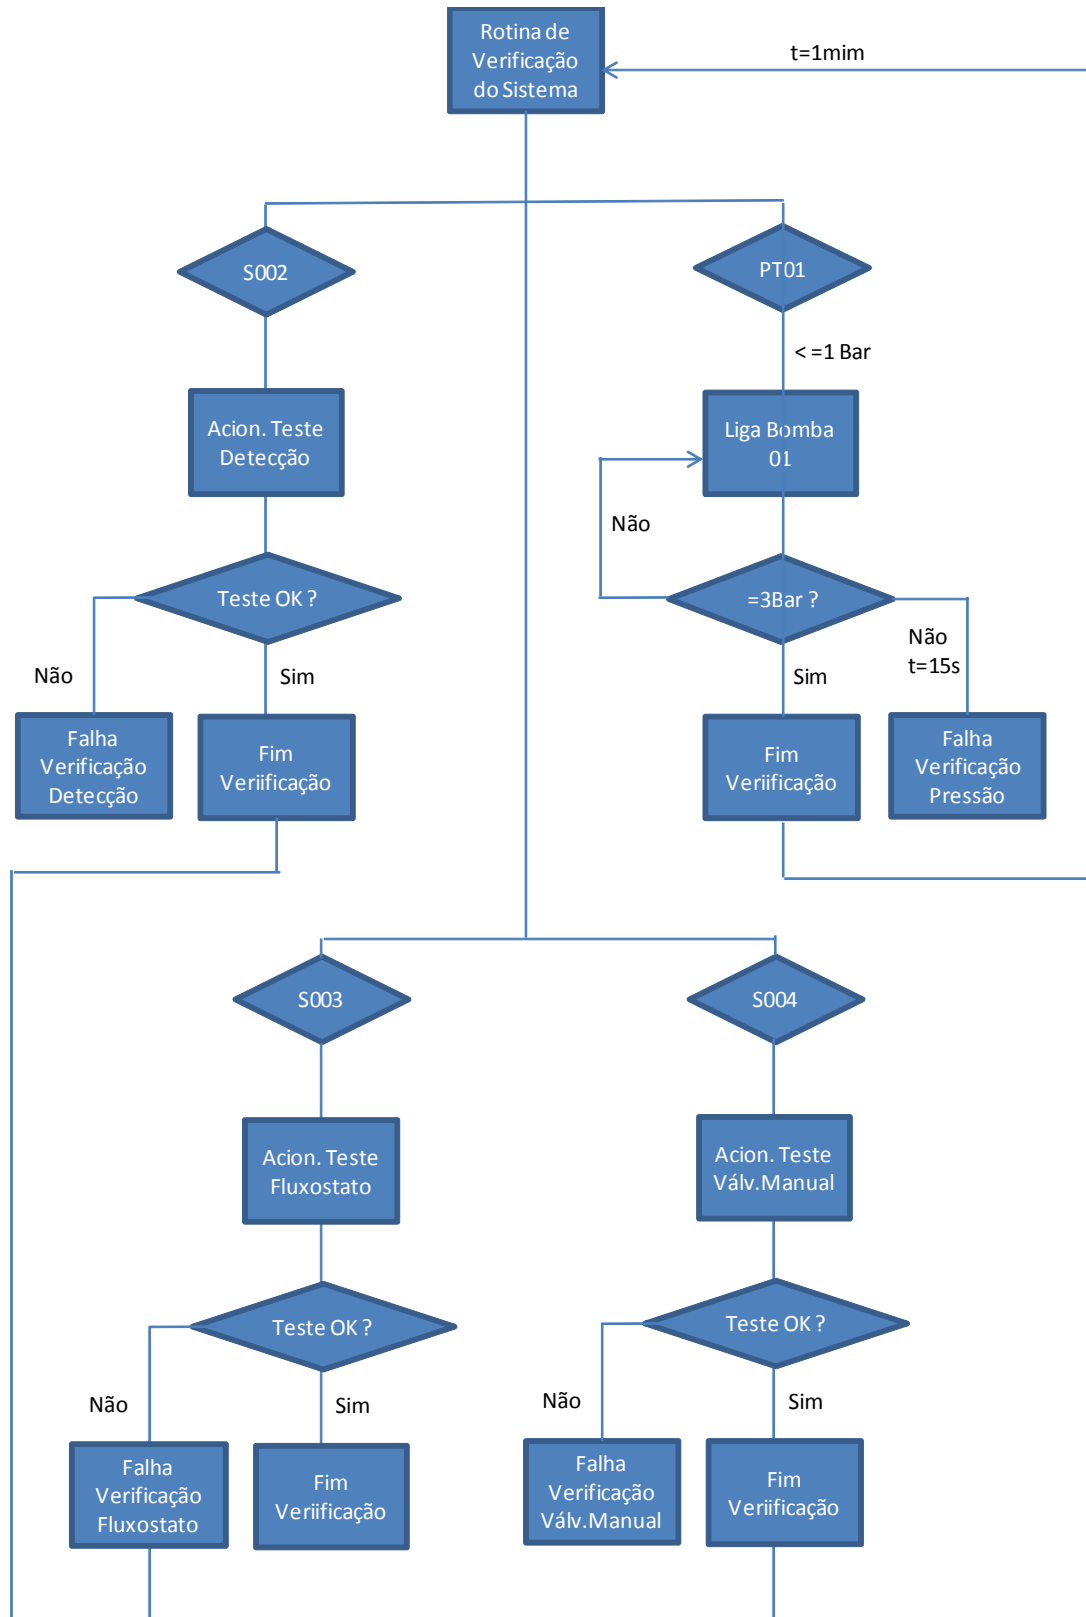 Rotina de
Verificação
do Sistema
t=1mim
S002
PT01
< =1 Bar
Acion. Teste
Detecção
Liga Bomba
01
Não
Teste OK ?
=3Bar ?
Não
Sim
Sim
Não
t=15s
Falha
Verificação
Detecção
Fim
Veriificação
Fim
Veriificação
Falha
Verificação
Pressão
S003
S004
Acion. Teste
Fluxostato
Acion. Teste
Válv.Manual
Teste OK ?
Teste OK ?
Não
Sim
Não
Sim
Falha
Verificação
Fluxostato
Fim
Veriificação
Falha
Verificação
Válv.Manual
Fim
Veriificação